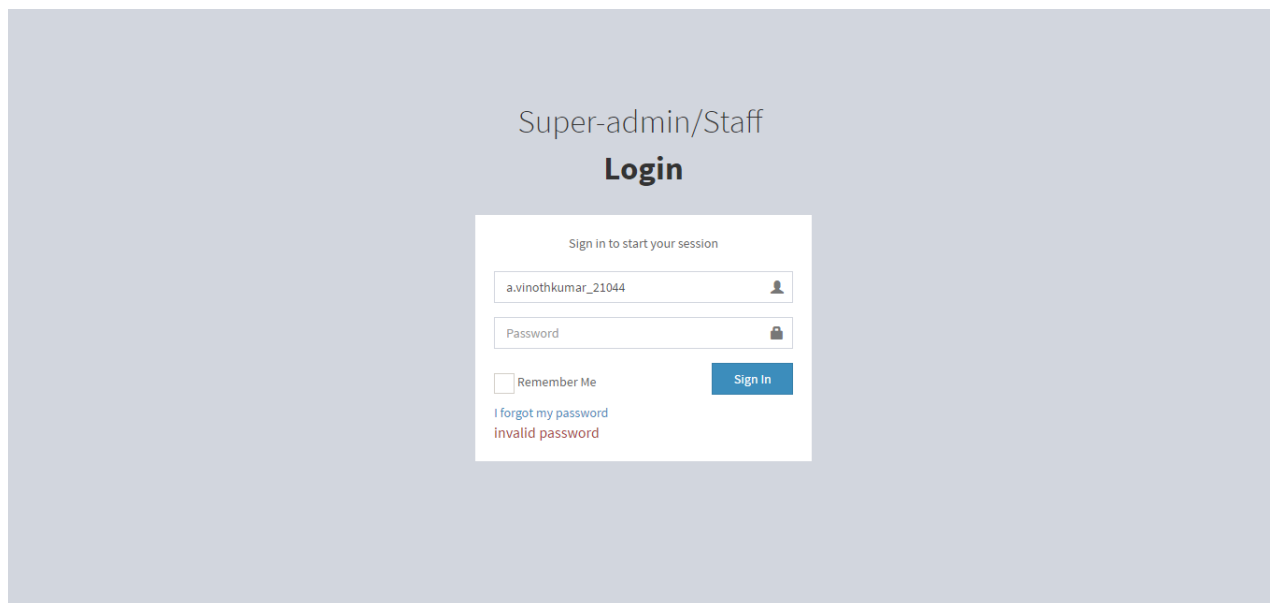 Super-admin/Staff
Login
Sign in to start your session
a.vinothkumar_21044
Password
Remember Me
Sign In
I forgot my password
invalid password